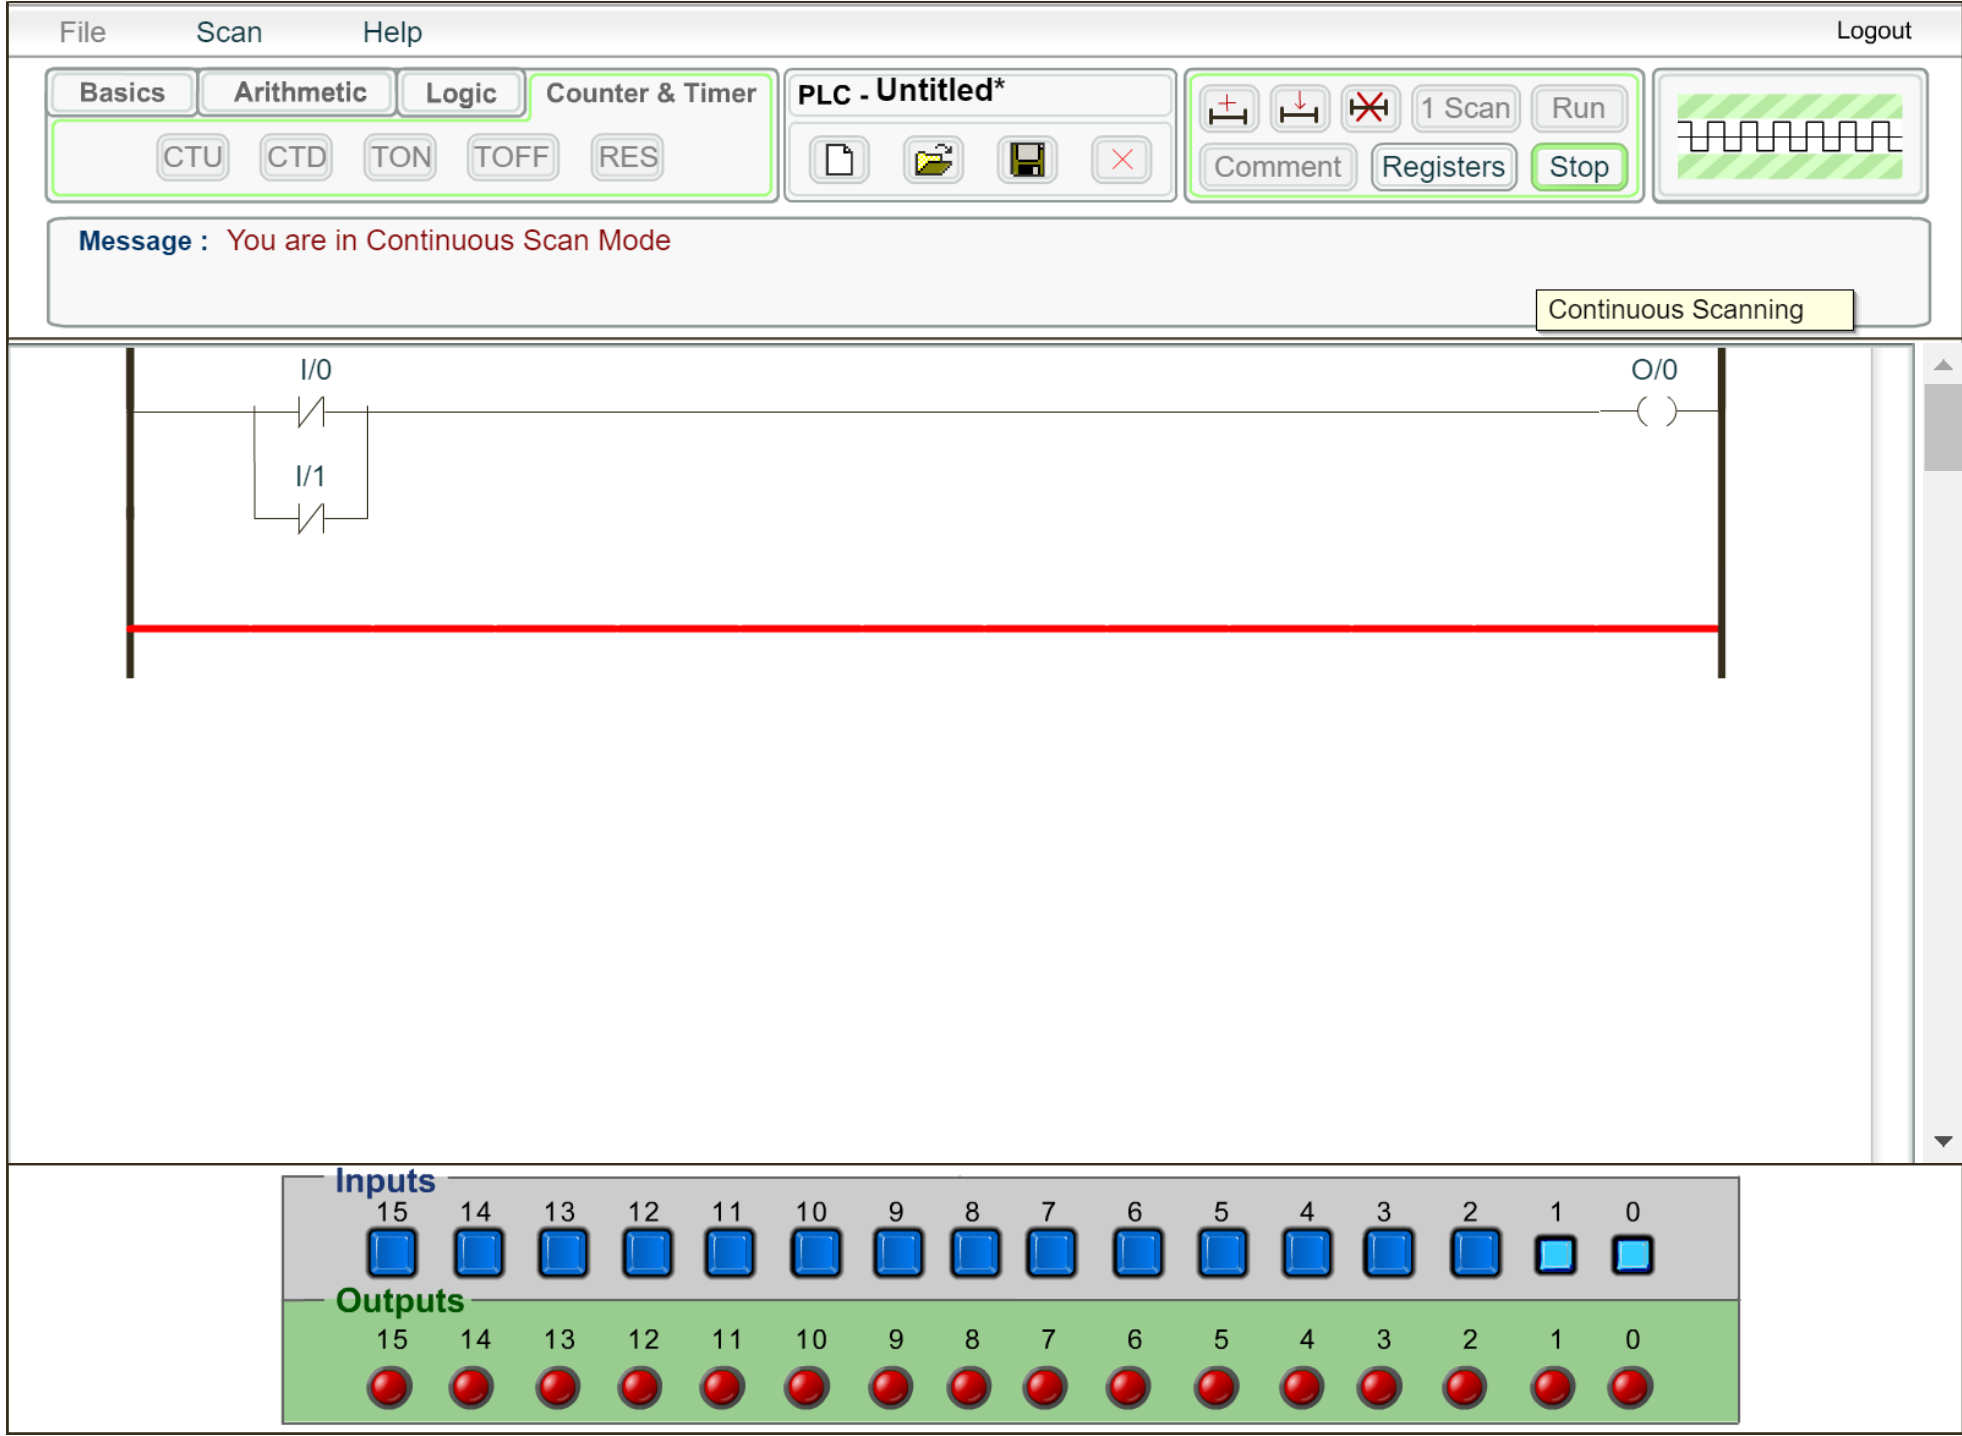 File Scan Help Logout
Basics Arithmetic Logic Counter & Timer
PLC - Untitled*
1 Scan Run
CTU CTD TON TOFF RES
Comment Registers Stop
Message : You are in Continuous Scan Mode
Continuous Scanning
I/0 O/0
I/1
Inputs
15 14 13 12 11 10 9 8 7 6 5 4 3 2 1 0
Outputs
15 14 13 12 11 10 9 8 7 6 5 4 3 2 1 0